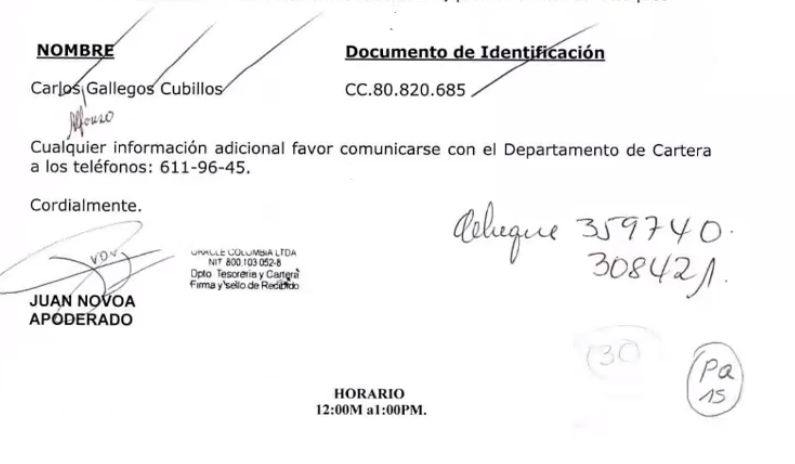 NOMBRE Documento de Identificación
Carlos Gallegos Cubillos CC.80.820.685
Alfonso
Cualquier información adicional favor comunicarse con el Departamento de Cartera
a los teléfonos: 611-96-45.
Cordialmente.
cheque 359740.
308421.
ORACLE COLOMBIA LTDA
NIT 800.103.052-8
Dpto Tesoreria y Cartera
Firma y sello de Recibido
JUAN NOVOA
APODERADO
(30)
Pa
15
HORARIO
12:00M a1:00PM.